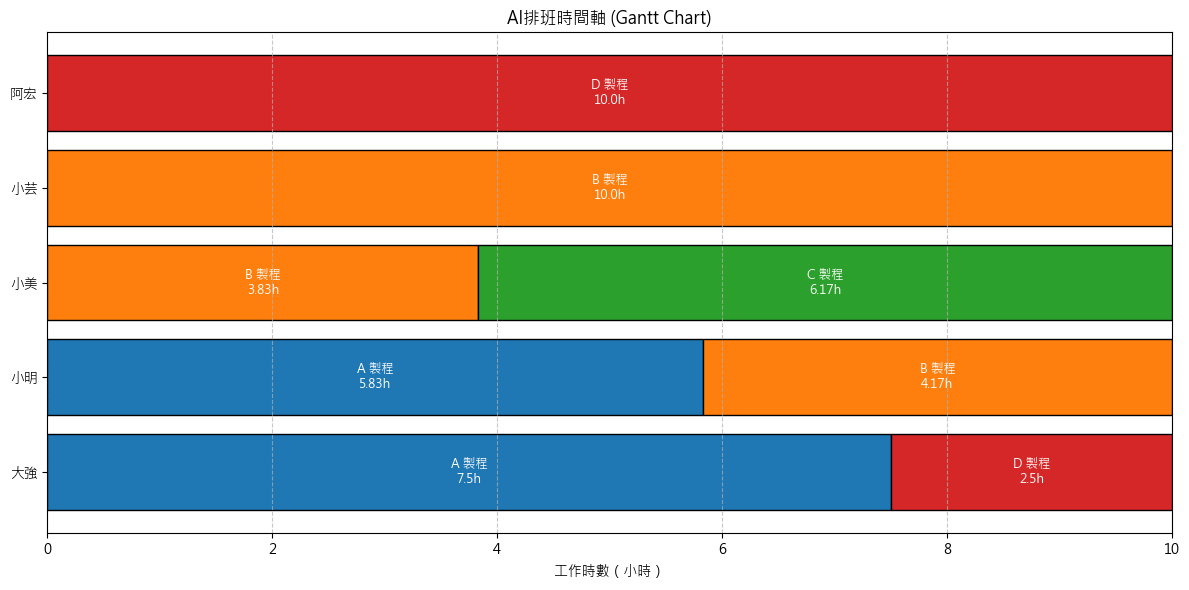 AI排班時間軸 (Gantt Chart)
阿宏
D 製程
10.0h
小芸
B 製程
10.0h
小美
B 製程
3.83h
C 製程
6.17h
小明
A 製程
5.83h
B 製程
4.17h
大強
A 製程
7.5h
D 製程
2.5h
0
2
4
6
8
10
工作時數（小時）